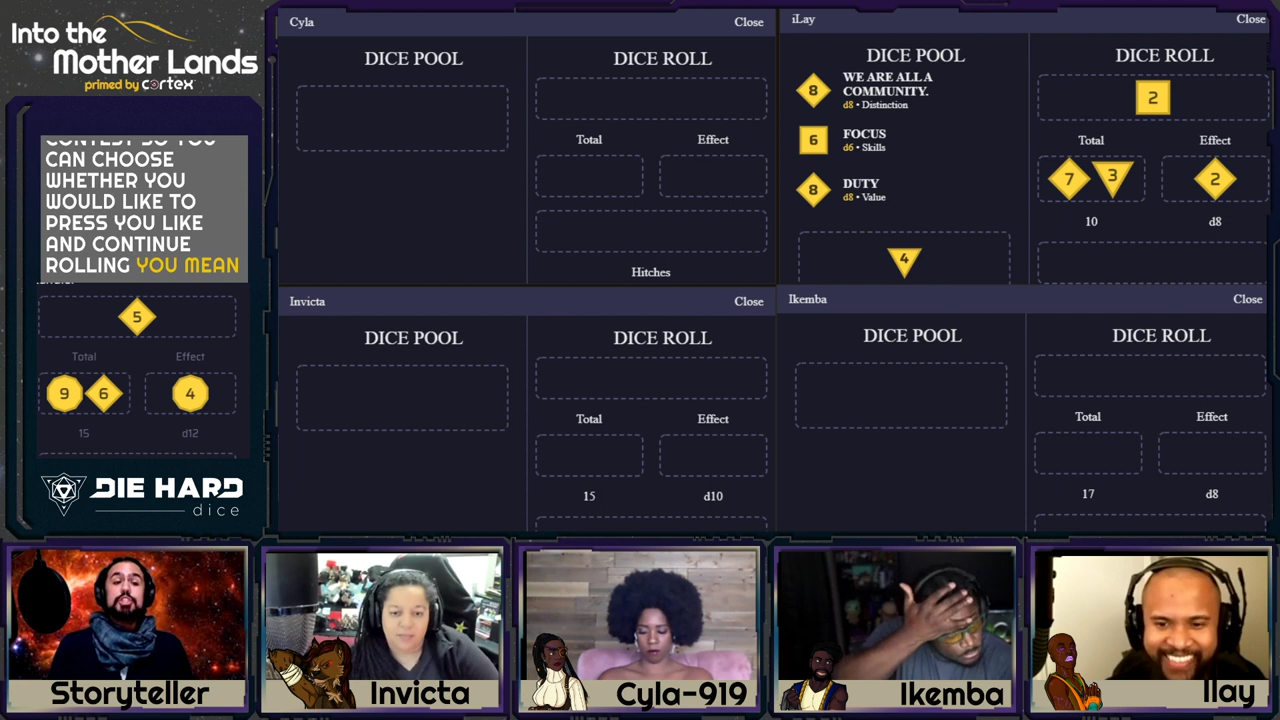 Into the
Mother Lands
primed by cortex
CAN CHOOSE
WHETHER YOU
WOULD LIKE TO
PRESS YOU LIKE
AND CONTINUE
ROLLING YOU MEAN
5
Total Effect
9 6 4
15 d12
DIE HARD
dice
Cyla Close
DICE POOL DICE ROLL
Total Effect
Hitches
iLay Close
DICE POOL DICE ROLL
8 WE ARE ALL A
COMMUNITY.
d8 • Distinction
6 FOCUS
d6 • Skills
8 DUTY
d8 • Value
4
2
Total Effect
7 3 2
10 d8
Invicta Close
DICE POOL DICE ROLL
Total Effect
15 d10
Ikemba Close
DICE POOL DICE ROLL
Total Effect
17 d8
Storyteller
Invicta
Cyla-919
Ikemba
Ilay